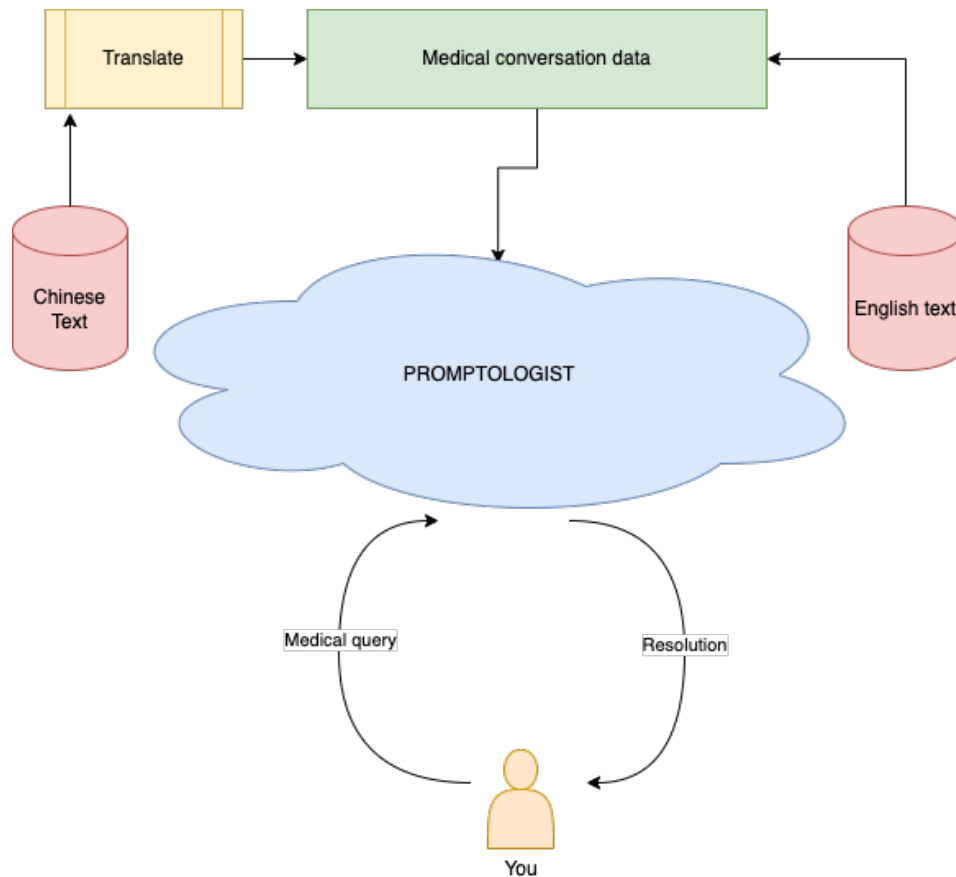 Translate
Medical conversation data
Chinese
Text
English text
PROMPTOLOGIST
Medical query
Resolution
You